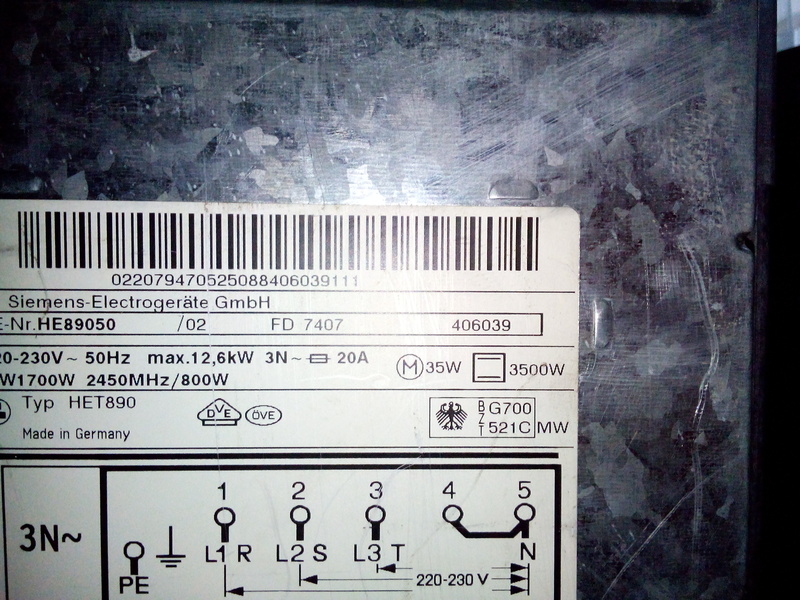 022079470525088406039111
Siemens-Electrogeräte GmbH
E-Nr.HE89050 /02 FD 7407 406039
20-230V~ 50Hz max.12,6kW 3N~ 20A
M 35W 3500W
W1700W 2450MHz/800W
Typ HET890
DVE ÖVE
BZT G700
521C MW
Made in Germany
1 2 3 4 5
3N~
PE L1 R L2 S L3 T N
220-230 V